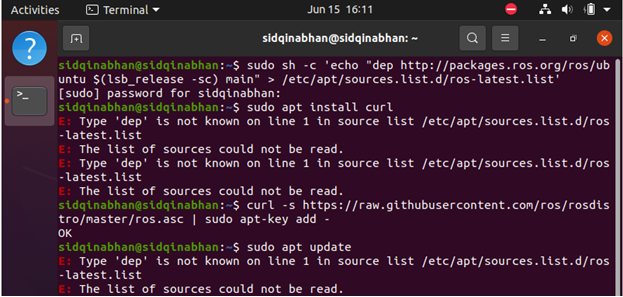 Activities Terminal Jun 15 16:11
sidqinabhan@sidqinabhan: ~
sidqinabhan@sidqinabhan:~$ sudo sh -c 'echo "dep http://packages.ros.org/ros/ub
untu $(lsb_release -sc) main" > /etc/apt/sources.list.d/ros-latest.list'
[sudo] password for sidqinabhan:
sidqinabhan@sidqinabhan:~$ sudo apt install curl
E: Type 'dep' is not known on line 1 in source list /etc/apt/sources.list.d/ros
-latest.list
E: The list of sources could not be read.
E: Type 'dep' is not known on line 1 in source list /etc/apt/sources.list.d/ros
-latest.list
E: The list of sources could not be read.
sidqinabhan@sidqinabhan:~$ curl -s https://raw.githubusercontent.com/ros/rosdis
tro/master/ros.asc | sudo apt-key add -
OK
sidqinabhan@sidqinabhan:~$ sudo apt update
E: Type 'dep' is not known on line 1 in source list /etc/apt/sources.list.d/ros
-latest.list
E: The list of sources could not be read.